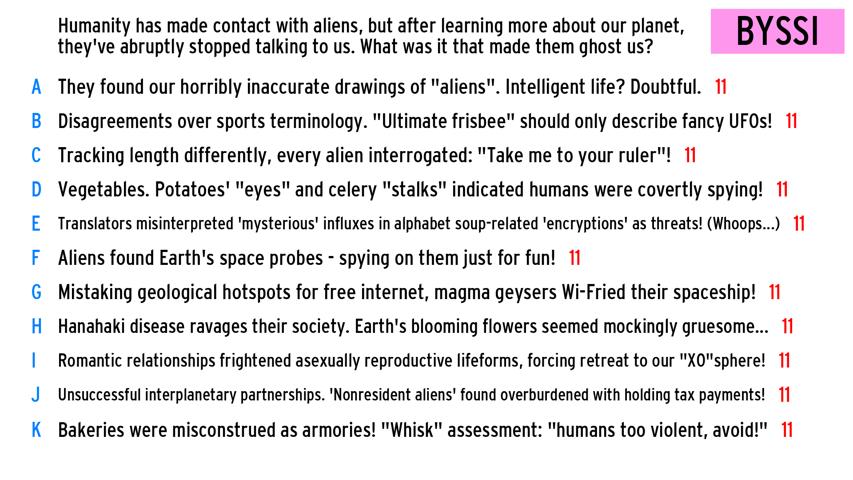 Humanity has made contact with aliens, but after learning more about our planet,
they've abruptly stopped talking to us. What was it that made them ghost us?
BYSSI
A They found our horribly inaccurate drawings of "aliens". Intelligent life? Doubtful. 11
B Disagreements over sports terminology. "Ultimate frisbee" should only describe fancy UFOs! 11
C Tracking length differently, every alien interrogated: "Take me to your ruler"! 11
D Vegetables. Potatoes' "eyes" and celery "stalks" indicated humans were covertly spying! 11
E Translators misinterpreted 'mysterious' influxes in alphabet soup-related 'encryptions' as threats! (Whoops...) 11
F Aliens found Earth's space probes - spying on them just for fun! 11
G Mistaking geological hotspots for free internet, magma geysers Wi-Fried their spaceship! 11
H Hanahaki disease ravages their society. Earth's blooming flowers seemed mockingly gruesome... 11
I Romantic relationships frightened asexually reproductive lifeforms, forcing retreat to our "XO"sphere! 11
J Unsuccessful interplanetary partnerships. 'Nonresident aliens' found overburdened with holding tax payments! 11
K Bakeries were misconstrued as armories! "Whisk" assessment: "humans too violent, avoid!" 11